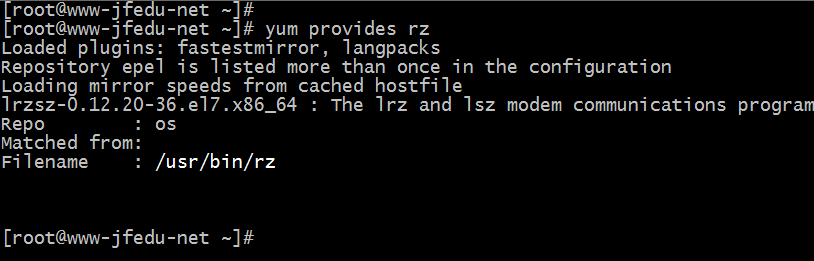 [root@www-jfedu-net ~]#
[root@www-jfedu-net ~]# yum provides rz
Loaded plugins: fastestmirror, langpacks
Repository epel is listed more than once in the configuration
Loading mirror speeds from cached hostfile
lrzsz-0.12.20-36.el7.x86_64 : The lrz and lsz modem communications program
Repo        : os
Matched from:
Filename    : /usr/bin/rz
[root@www-jfedu-net ~]#